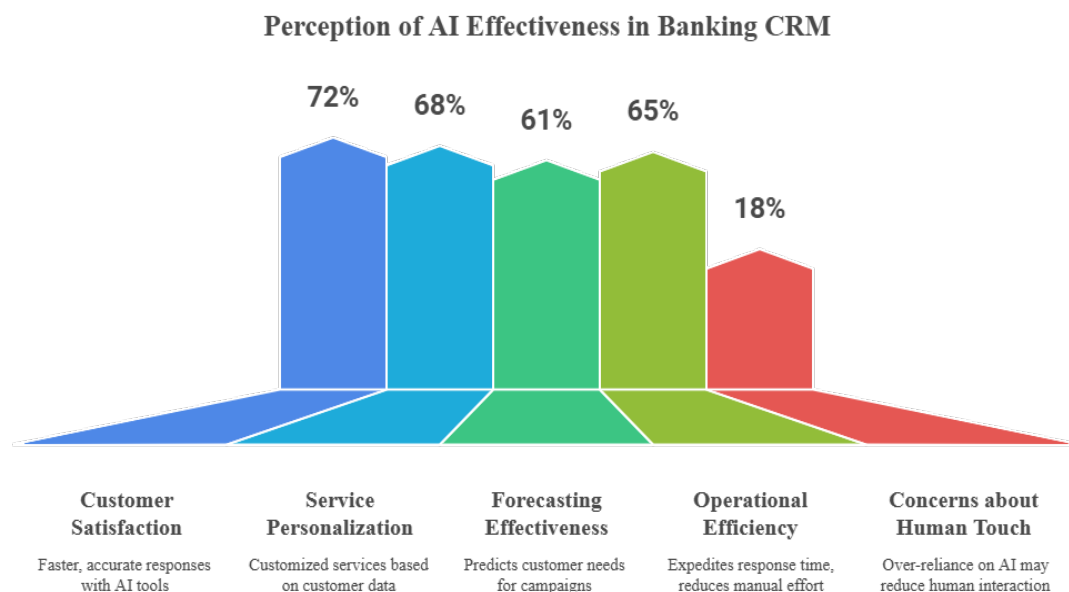 Perception of AI Effectiveness in Banking CRM
72%
68%
61%
65%
18%
Customer
Satisfaction
Faster, accurate responses
with AI tools
Service
Personalization
Customized services based
on customer data
Forecasting
Effectiveness
Predicts customer needs
for campaigns
Operational
Efficiency
Expedites response time,
reduces manual effort
Concerns about
Human Touch
Over-reliance on AI may
reduce human interaction